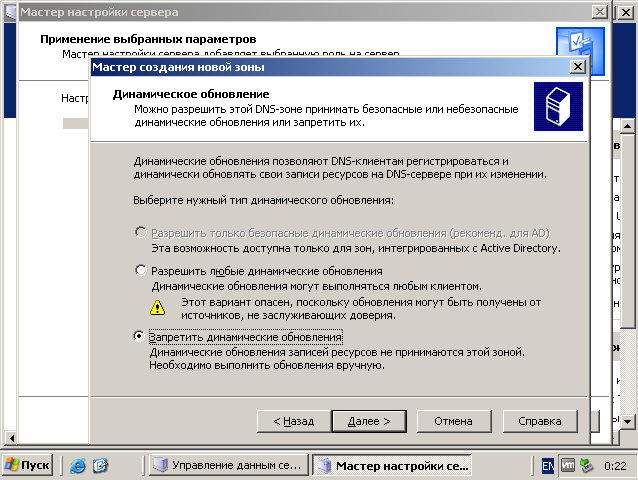 Мастер настройки сервера
Применение выбранных параметров
Мастер настройки сервера добавляет выбранную роль на сервер
Мастер создания новой зоны
Динамическое обновление
Можно разрешить этой DNS-зоне принимать безопасные или небезопасные
динамические обновления или запретить их.
Настр
Динамические обновления позволяют DNS-клиентам регистрироваться и
динамически обновлять свои записи ресурсов на DNS-сервере при их изменении.
Выберите нужный тип динамического обновления:
Разрешить только безопасные динамические обновления (рекоменд. для AD)
Эта возможность доступна только для зон, интегрированных с Active Directory.
Разрешить любые динамические обновления
Динамические обновления могут выполняться любым клиентом.
Этот вариант опасен, поскольку обновления могут быть получены от
источников, не заслуживающих доверия.
Запретить динамические обновления
Динамические обновления записей ресурсов не принимаются этой зоной.
Необходимо выполнить обновления вручную.
< Назад
Далее >
Отмена
Справка
Пуск
Управление данным се...
Мастер настройки се...
EN
vm
0:22